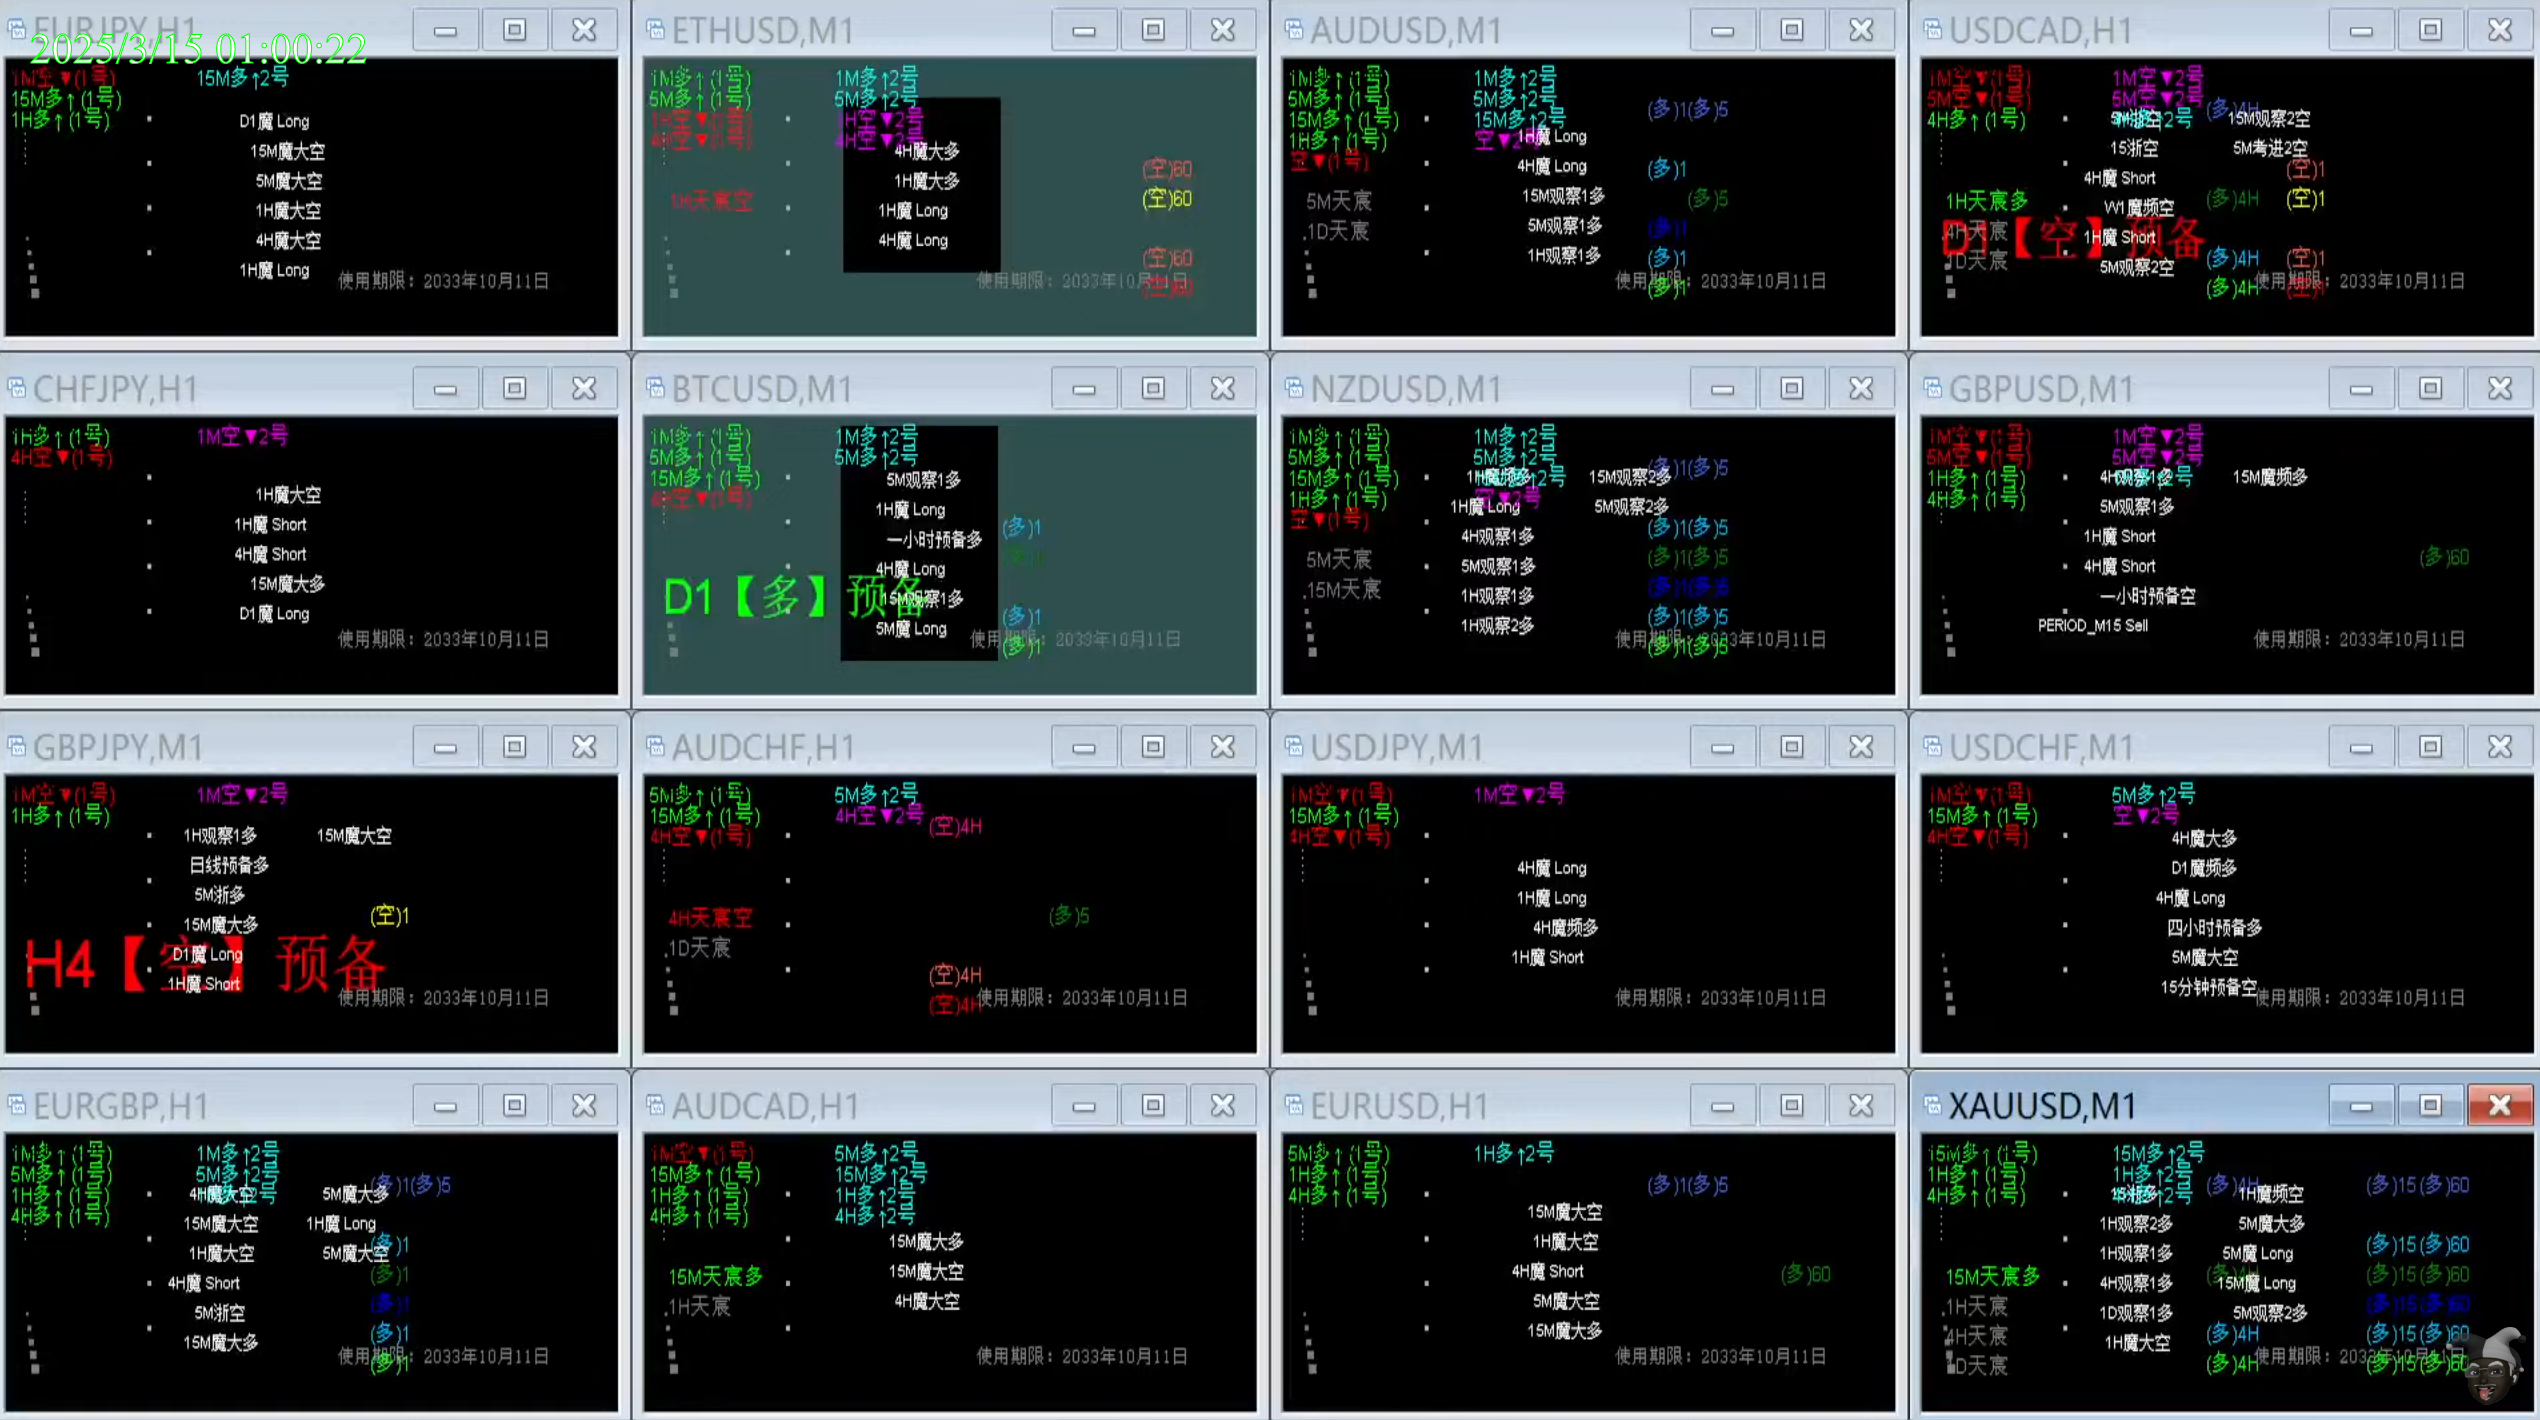 EURJPY,H1
2025/3/15 01:00:22
1M空▼(1号)
15M多↑2号
15M多↑(1号)
1H多↑(1号)
D1魔 Long
15M魔大空
5M魔大空
1H魔大空
4H魔大空
1H魔 Long
使用期限：2033年10月11日
ETHUSD,M1
1M多↑(1号)
1M多↑2号
5M多↑(1号)
5M多↑2号
1H空▼(1号)
1H空▼2号
4H空▼(1号)
4H空▼2号
4H魔大多
(空)60
1H魔大多
1H天宸空
(空)60
1H魔 Long
4H魔 Long
(空)60
使用期限：2033年10月11日
(空)60
AUDUSD,M1
1M多↑(1号)
1M多↑2号
5M多↑(1号)
5M多↑2号
(多)1(多)5
15M多↑(1号)
15M多↑2号
1H多↑(1号)
1H魔 Long
空▼(1号)
4H魔 Long
(多)1
5M天宸
15M观察1多
(多)5
1D天宸
5M观察1多
(多)1
1H观察1多
(多)1
使用期限：2033年10月11日
(多)1
USDCAD,H1
1M空▼(1号)
1M空▼2号
5M空▼(1号)
5M空▼2号
(多)4H
4H多↑(1号)
15M观察2空
15浙空
5M考进2空
4H魔 Short
(空)1
1H天宸多
W1魔频空
(多)4H
(空)1
4H天宸
D1【空】预备
1H魔 Short
1D天宸
5M观察2空
(多)4H
(空)1
(多)4H
(空)1
使用期限：2033年10月11日
CHFJPY,H1
1H多↑(1号)
1M空▼2号
4H空▼(1号)
1H魔大空
1H魔 Short
4H魔 Short
15M魔大多
D1魔 Long
使用期限：2033年10月11日
BTCUSD,M1
1M多↑(1号)
1M多↑2号
5M多↑(1号)
5M多↑2号
15M多↑(1号)
5M观察1多
4H空▼(1号)
1H魔 Long
(多)1
一小时预备多
(多)1
4H魔 Long
D1【多】预备
15M观察1多
(多)1
5M魔 Long
使用期限：2033年10月11日
(多)1
NZDUSD,M1
1M多↑(1号)
1M多↑2号
5M多↑(1号)
5M多↑2号
(多)1(多)5
15M多↑(1号)
1H魔频多
15M观察2多
1H多↑(1号)
1H魔 Long
5M观察2多
空▼(1号)
4H观察1多
(多)1(多)5
5M天宸
5M观察1多
(多)1(多)5
15M天宸
1H观察1多
(多)1(多)5
1H观察2多
(多)1(多)5
使用期限：2033年10月11日
(多)1(多)5
GBPUSD,M1
1M空▼(1号)
1M空▼2号
5M空▼(1号)
5M空▼2号
1H多↑(1号)
4H观察1多
15M魔频多
4H多↑(1号)
5M观察1多
1H魔 Short
4H魔 Short
(多)60
一小时预备空
PERIOD_M15 Sell
使用期限：2033年10月11日
GBPJPY,M1
1M空▼(1号)
1M空▼2号
1H多↑(1号)
1H观察1多
15M魔大空
日线预备多
5M浙多
15M魔大多
(空)1
H4【空】预备
D1魔 Long
1H魔 Short
使用期限：2033年10月11日
AUDCHF,H1
5M多↑(1号)
5M多↑2号
15M多↑(1号)
4H空▼2号
(空)4H
4H空▼(1号)
4H天宸空
(多)5
1D天宸
(空)4H
(空)4H
使用期限：2033年10月11日
USDJPY,M1
1M空▼(1号)
1M空▼2号
15M多↑(1号)
4H空▼(1号)
4H魔 Long
1H魔 Long
4H魔频多
1H魔 Short
使用期限：2033年10月11日
USDCHF,M1
1M空▼(1号)
5M多↑2号
15M多↑(1号)
空▼2号
4H空▼(1号)
4H魔大多
D1魔频多
4H魔 Long
四小时预备多
5M魔大空
15分钟预备空
使用期限：2033年10月11日
EURGBP,H1
1M多↑(1号)
1M多↑2号
5M多↑(1号)
5M多↑2号
(多)1(多)5
1H多↑(1号)
4H魔大空
5M魔大多
4H多↑(1号)
15M魔大空
1H魔 Long
1H魔大空
5M魔大空
(多)1
4H魔 Short
(多)1
5M浙空
(多)1
15M魔大多
(多)1
使用期限：2033年10月11日
(多)1
AUDCAD,H1
1M空▼(1号)
5M多↑2号
15M多↑(1号)
15M多↑2号
1H多↑(1号)
1H多↑2号
4H多↑(1号)
4H多↑2号
15M魔大多
15M天宸多
15M魔大空
1H天宸
4H魔大空
使用期限：2033年10月11日
EURUSD,H1
5M多↑(1号)
1H多↑2号
1H多↑(1号)
(多)1(多)5
4H多↑(1号)
15M魔大空
1H魔大空
4H魔 Short
(多)60
5M魔大空
15M魔大多
使用期限：2033年10月11日
XAUUSD,M1
15M多↑(1号)
15M多↑2号
1H多↑(1号)
1H多↑2号
(多)4H
(多)15(多)60
4H多↑(1号)
1H魔频空
1H观察2多
5M魔大多
1H观察1多
5M魔 Long
(多)15(多)60
15M天宸多
4H观察1多
15M魔 Long
(多)15(多)60
1H天宸
1D观察1多
5M观察2多
(多)15(多)60
4H天宸
1H魔大空
(多)4H
(多)15(多)60
1D天宸
(多)4H
(多)15(多)60